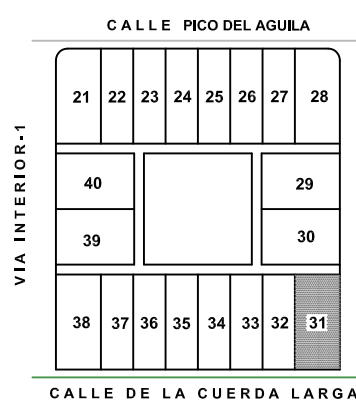 CALLE PICO DEL AGUILA
21 22 23 24 25 26 27 28
VIA INTERIOR-1
40 29
39 30
38 37 36 35 34 33 32 31
CALLE DE LA CUERDA LARGA